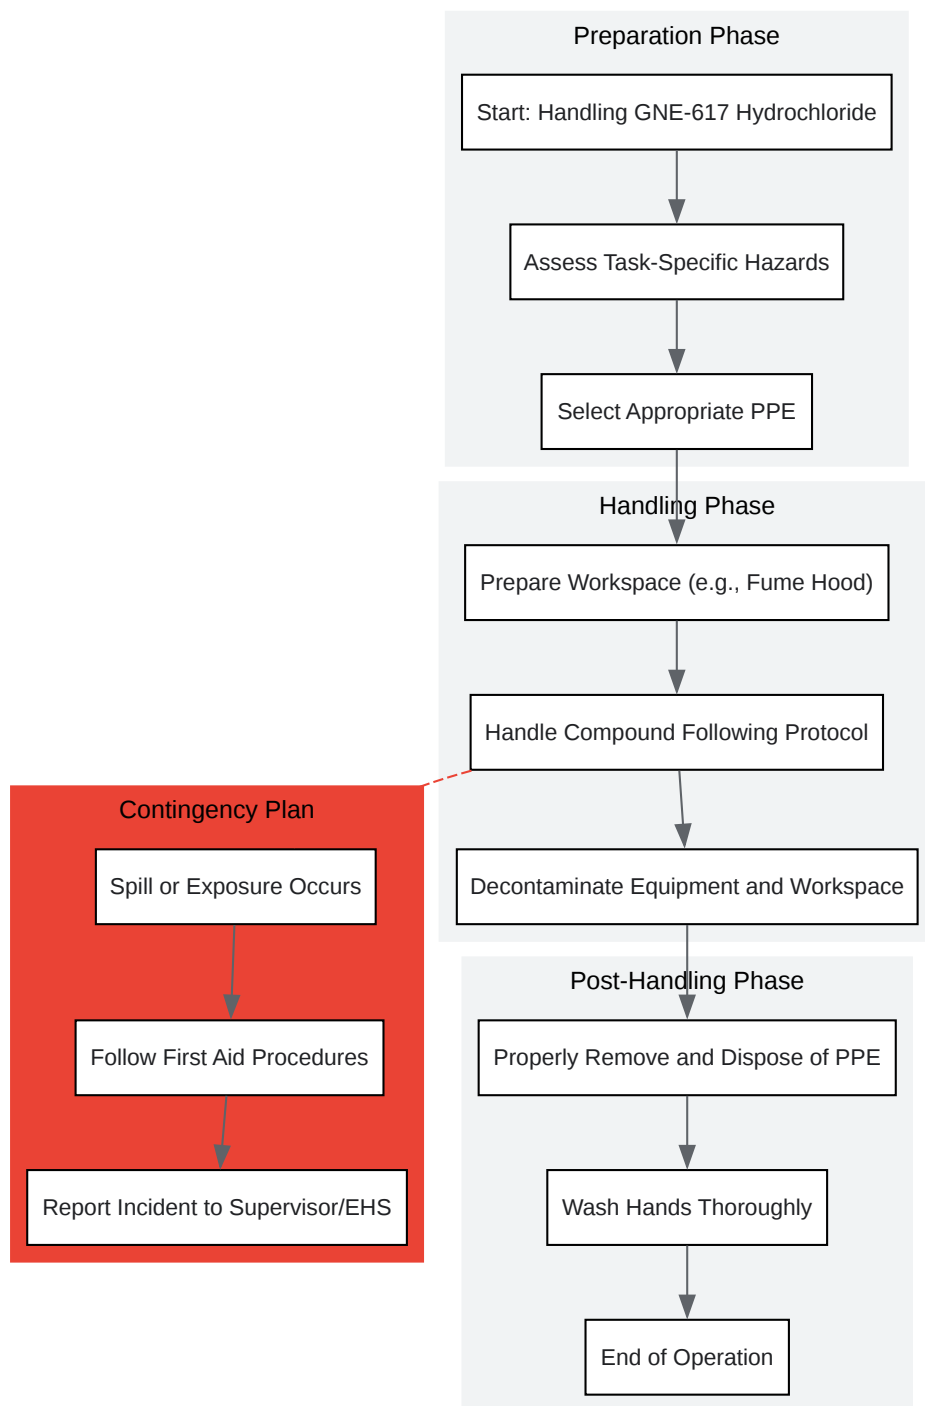 Preparation Phase
Start: Handling GNE-617 Hydrochloride
Assess Task-Specific Hazards
Select Appropriate PPE
Handling Phase
Prepare Workspace (e.g., Fume Hood)
Handle Compound Following Protocol
Decontaminate Equipment and Workspace
Contingency Plan
Spill or Exposure Occurs
Follow First Aid Procedures
Report Incident to Supervisor/EHS
Post-Handling Phase
Properly Remove and Dispose of PPE
Wash Hands Thoroughly
End of Operation